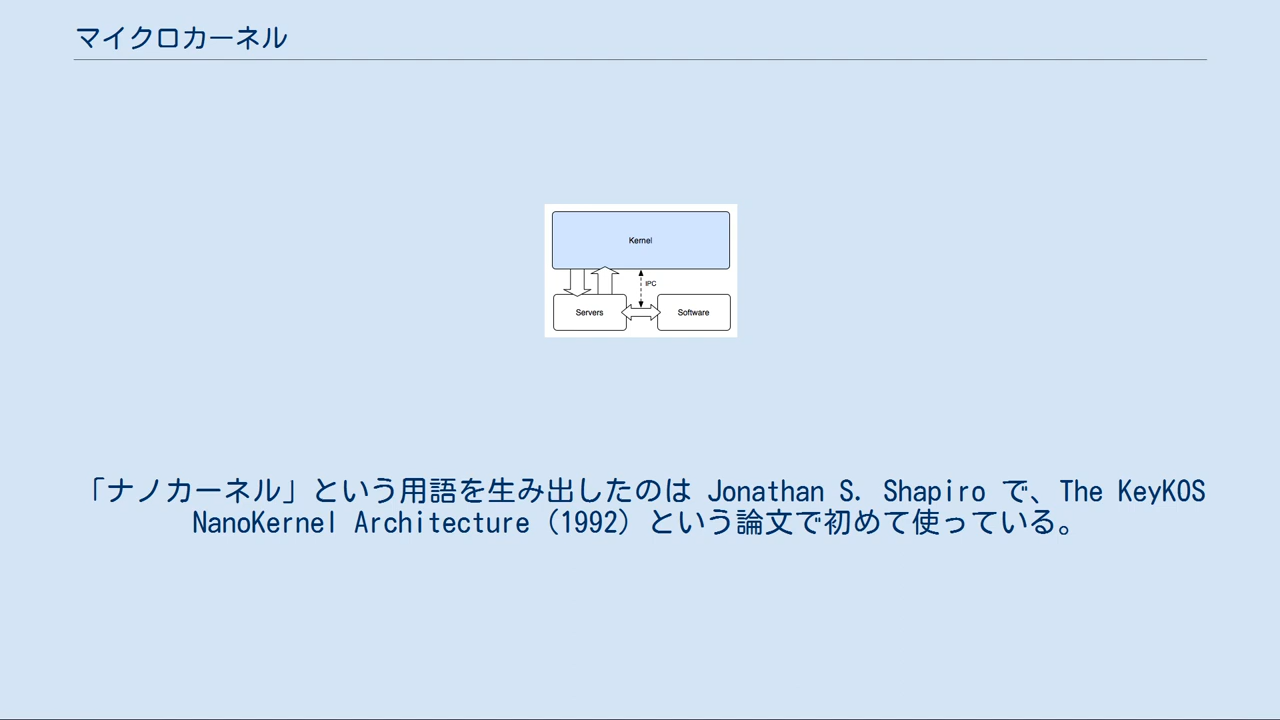 マイクロカーネル
Kernel
IPC
Servers
Software
「ナノカーネル」という用語を生み出したのは Jonathan S. Shapiro で、The KeyKOS
NanoKernel Architecture (1992) という論文で初めて使っている。